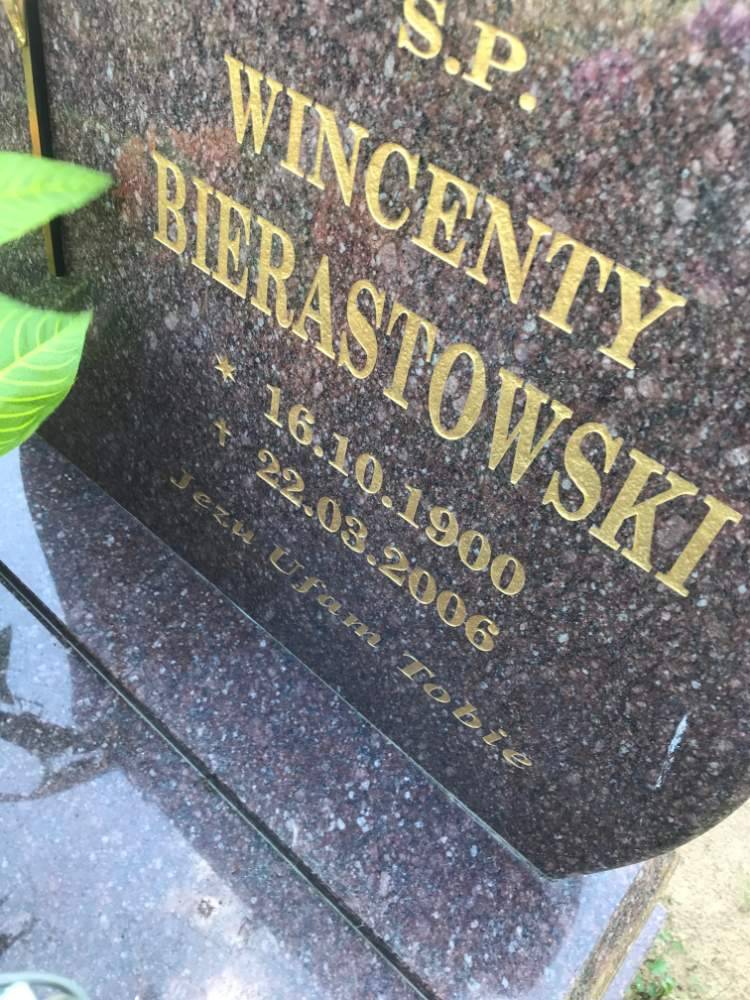 S.P.
WINCENTY
BIERASTOWSKI
* 16.10.1900
† 22.03.2006
Jezu Ufam Tobie